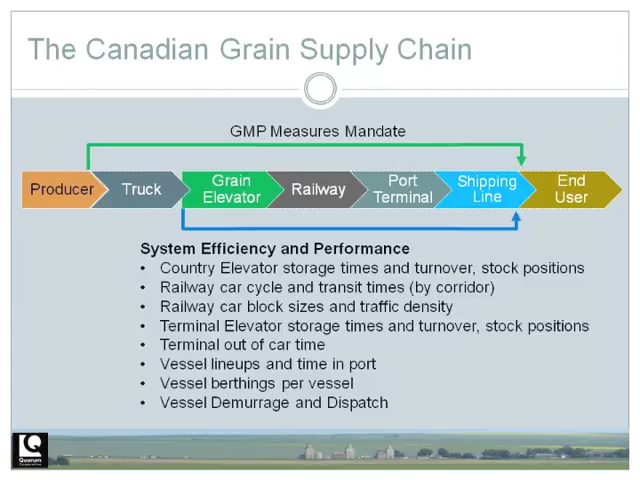 The Canadian Grain Supply Chain
GMP Measures Mandate
Producer
Truck
Grain
Elevator
Railway
Port
Terminal
Shipping
Line
End
User
System Efficiency and Performance
• Country Elevator storage times and turnover, stock positions
• Railway car cycle and transit times (by corridor)
• Railway car block sizes and traffic density
• Terminal Elevator storage times and turnover, stock positions
• Terminal out of car time
• Vessel lineups and time in port
• Vessel berthings per vessel
• Vessel Demurrage and Dispatch
Quorum
Corporation